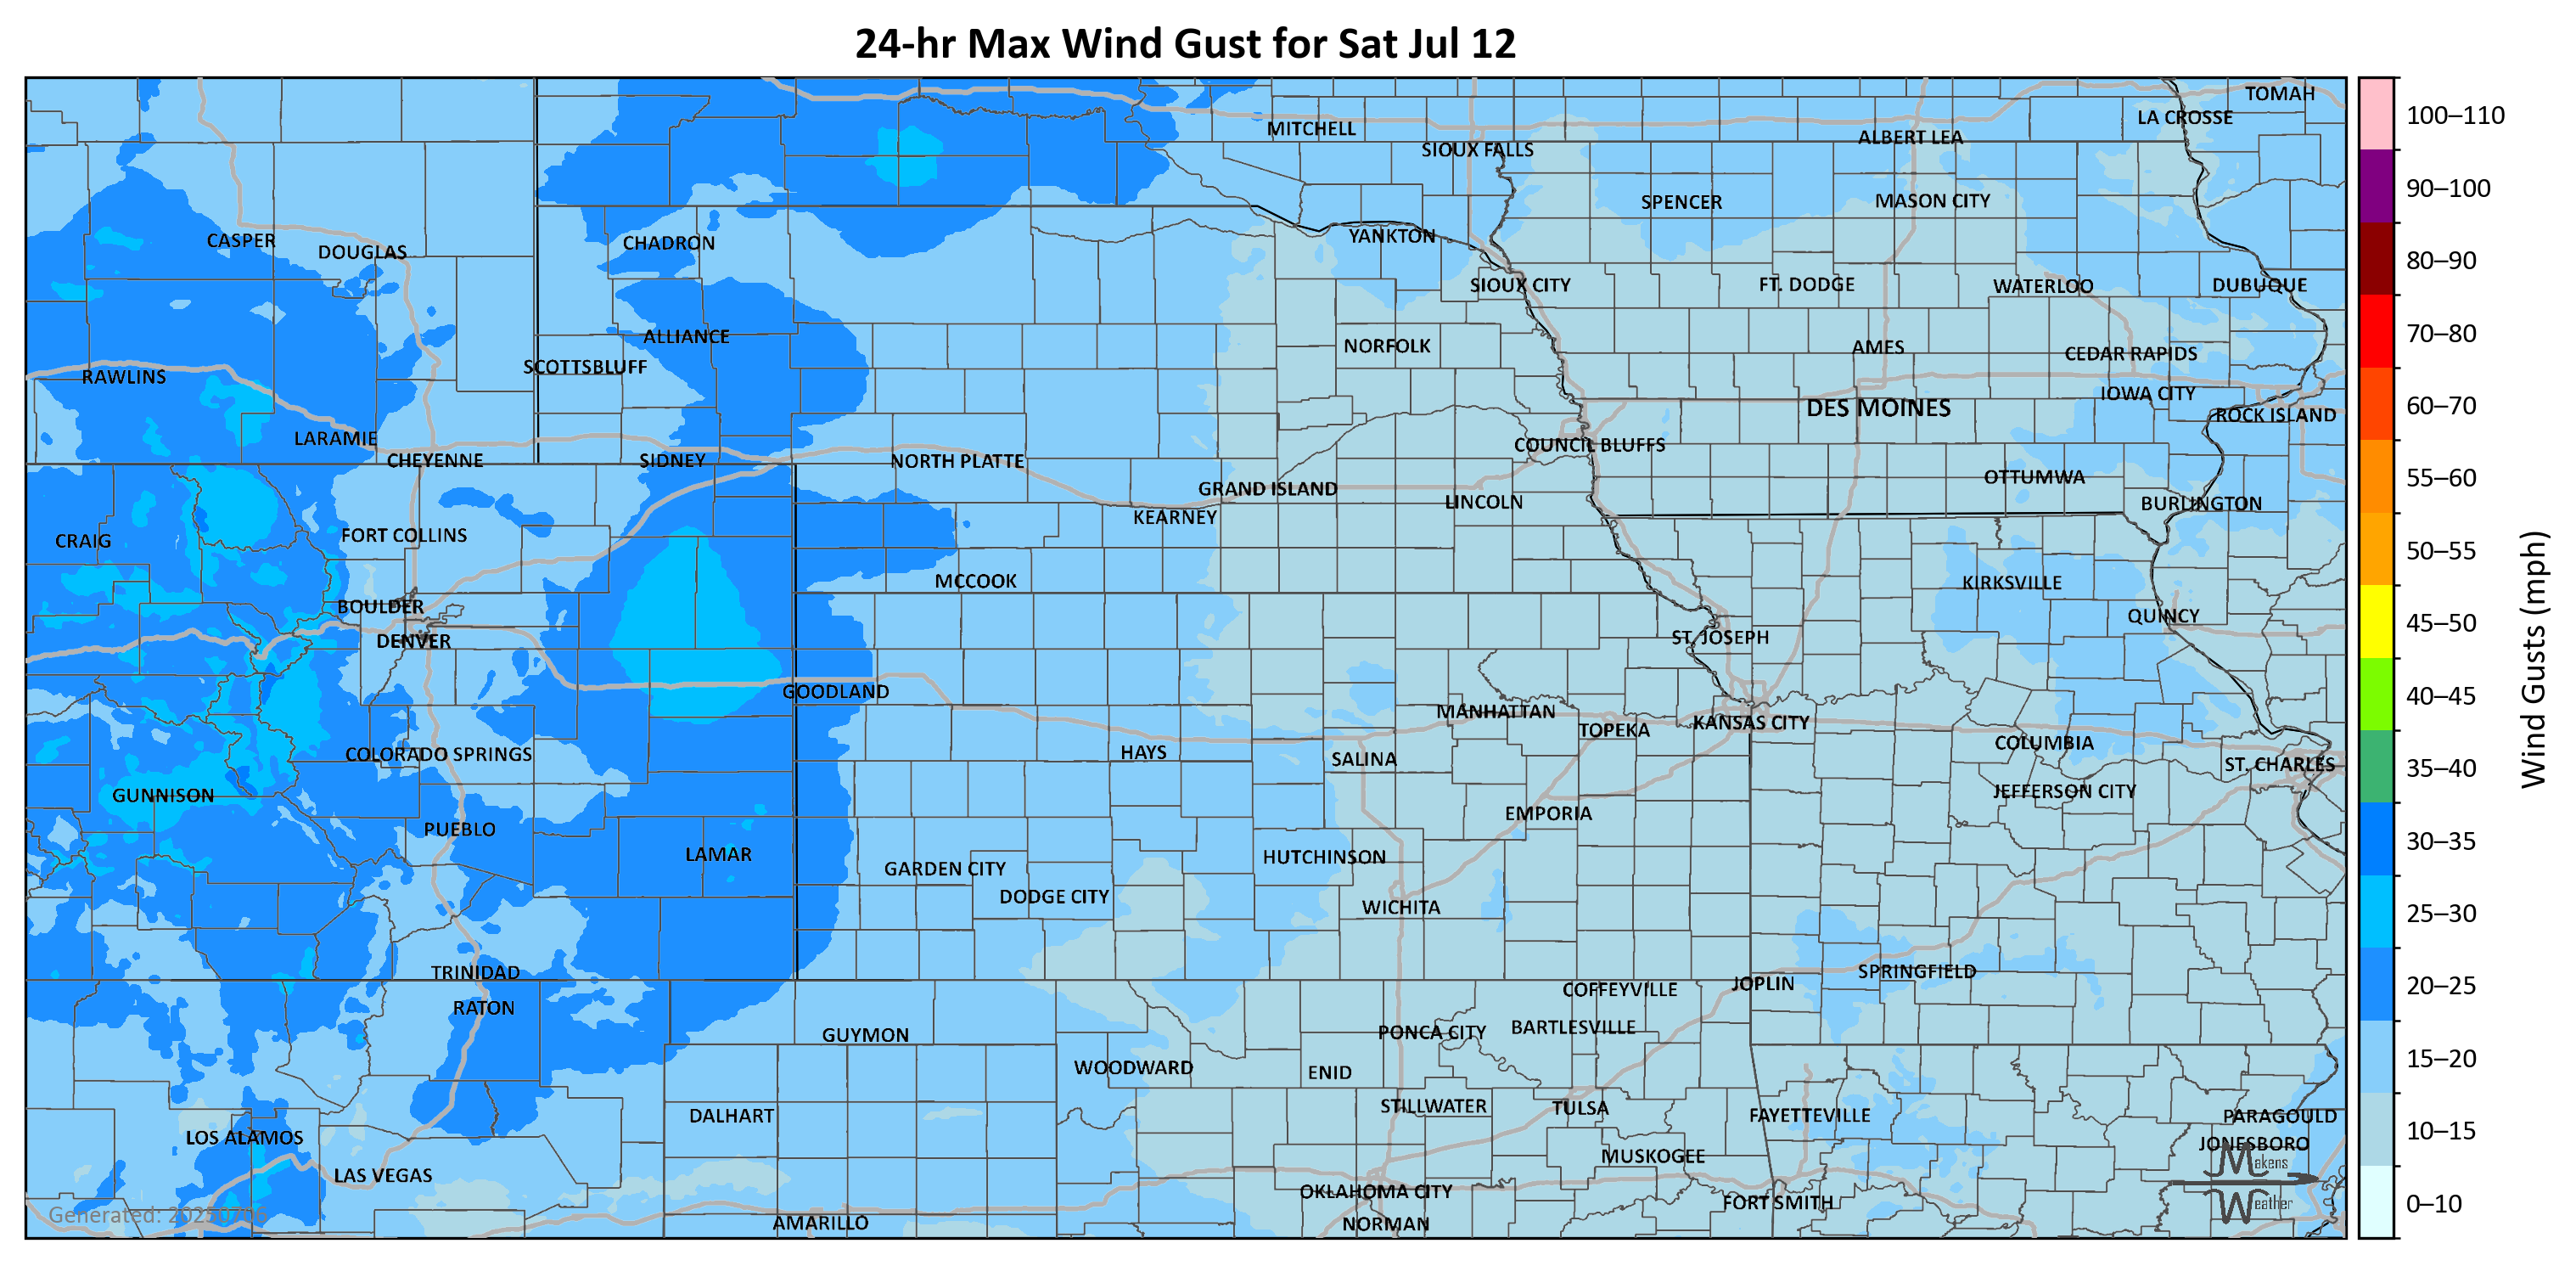 24-hr Max Wind Gust for Sat Jul 12
TOMAH
LA CROSSE
MITCHELL
ALBERT LEA
SIOUX FALLS
SPENCER
MASON CITY
CASPER
DOUGLAS
CHADRON
YANKTON
SIOUX CITY
FT. DODGE
WATERLOO
DUBUQUE
ALLIANCE
NORFOLK
AMES
CEDAR RAPIDS
SCOTTSBLUFF
RAWLINS
IOWA CITY
DES MOINES
ROCK ISLAND
LARAMIE
COUNCIL BLUFFS
CHEYENNE
SIDNEY
NORTH PLATTE
OTTUMWA
GRAND ISLAND
LINCOLN
BURLINGTON
KEARNEY
CRAIG
FORT COLLINS
MCCOOK
KIRKSVILLE
BOULDER
QUINCY
DENVER
ST. JOSEPH
GOODLAND
MANHATTAN
TOPEKA
KANSAS CITY
COLUMBIA
COLORADO SPRINGS
HAYS
SALINA
ST. CHARLES
GUNNISON
JEFFERSON CITY
EMPORIA
PUEBLO
LAMAR
HUTCHINSON
GARDEN CITY
DODGE CITY
WICHITA
TRINIDAD
SPRINGFIELD
JOPLIN
COFFEYVILLE
RATON
BARTLESVILLE
GUYMON
PONCA CITY
WOODWARD
ENID
STILLWATER
TULSA
DALHART
FAYETTEVILLE
PARAGOULD
LOS ALAMOS
JONESBORO
MUSKOGEE
LAS VEGAS
OKLAHOMA CITY
FORT SMITH
AMARILLO
NORMAN
Generated: 20250706
Makens
Weather
100–110
90–100
80–90
70–80
60–70
55–60
50–55
45–50
40–45
35–40
30–35
25–30
20–25
15–20
10–15
0–10
Wind Gusts (mph)